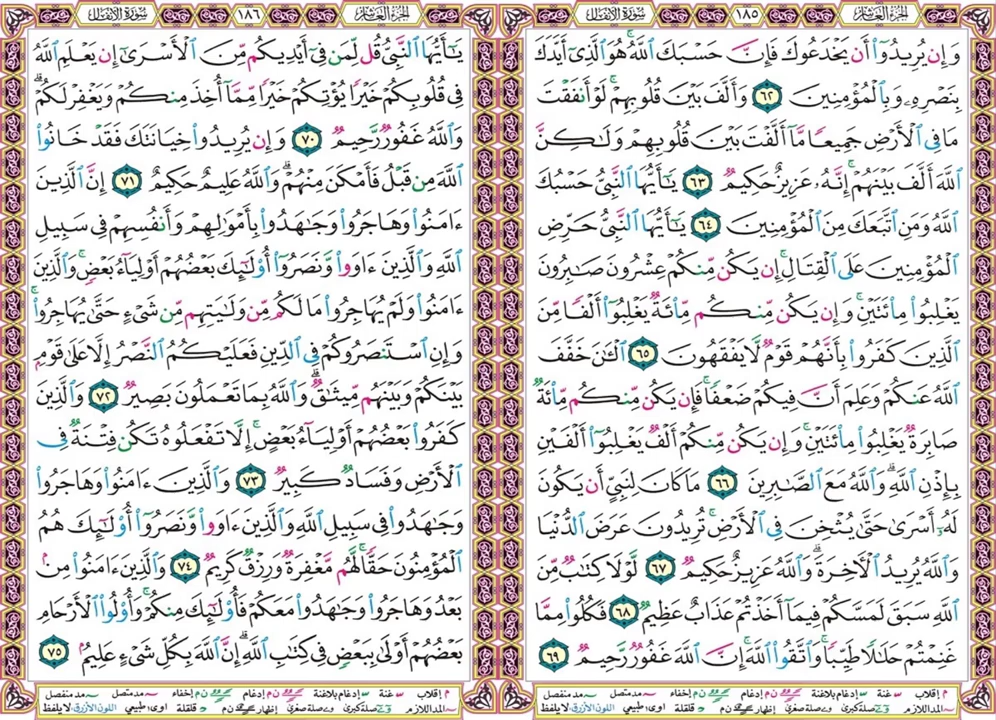 الجزء العاشر
١٨٥
سورة الأنفال
وَإِن يُرِيدُوٓا۟ أَن يَخْدَعُوكَ فَإِنَّ حَسْبَكَ ٱللَّهُ ۚ هُوَ ٱلَّذِىٓ أَيَّدَكَ
بِنَصْرِهِۦ وَبِٱلْمُؤْمِنِينَ ﴿٦٢﴾ وَأَلَّفَ بَيْنَ قُلُوبِهِمْ ۚ لَوْ أَنفَقْتَ
مَا فِى ٱلْأَرْضِ جَمِيعًا مَّآ أَلَّفْتَ بَيْنَ قُلُوبِهِمْ وَلَـٰكِنَّ
ٱللَّهَ أَلَّفَ بَيْنَهُمْ ۚ إِنَّهُۥ عَزِيزٌ حَكِيمٌ ﴿٦٣﴾ يَـٰٓأَيُّهَا ٱلنَّبِىُّ حَسْبُكَ
ٱللَّهُ وَمَنِ ٱتَّبَعَكَ مِنَ ٱلْمُؤْمِنِينَ ﴿٦٤﴾ يَـٰٓأَيُّهَا ٱلنَّبِىُّ حَرِّضِ
ٱلْمُؤْمِنِينَ عَلَى ٱلْقِتَالِ ۚ إِن يَكُن مِّنكُمْ عِشْرُونَ صَـٰبِرُونَ
يَغْلِبُوا۟ مِا۟ئَتَيْنِ ۚ وَإِن يَكُن مِّنكُم مِّا۟ئَةٌ يَغْلِبُوٓا۟ أَلْفًا مِّنَ
ٱلَّذِينَ كَفَرُوا۟ بِأَنَّهُمْ قَوْمٌ لَّا يَفْقَهُونَ ﴿٦٥﴾ ٱلْـَٔـٰنَ خَفَّفَ
ٱللَّهُ عَنكُمْ وَعَلِمَ أَنَّ فِيكُمْ ضَعْفًا ۚ فَإِن يَكُن مِّنكُم مِّا۟ئَةٌ
صَابِرَةٌ يَغْلِبُوا۟ مِا۟ئَتَيْنِ ۚ وَإِن يَكُن مِّنكُمْ أَلْفٌ يَغْلِبُوٓا۟ أَلْفَيْنِ
بِإِذْنِ ٱللَّهِ ۗ وَٱللَّهُ مَعَ ٱلصَّـٰبِرِينَ ﴿٦٦﴾ مَا كَانَ لِنَبِىٍّ أَن يَكُونَ
لَهُۥٓ أَسْرَىٰ حَتَّىٰ يُثْخِنَ فِى ٱلْأَرْضِ ۚ تُرِيدُونَ عَرَضَ ٱلدُّنْيَا
وَٱللَّهُ يُرِيدُ ٱلْـَٔاخِرَةَ ۗ وَٱللَّهُ عَزِيزٌ حَكِيمٌ ﴿٦٧﴾ لَّوْلَا كِتَـٰبٌ مِّنَ
ٱللَّهِ سَبَقَ لَمَسَّكُمْ فِيمَآ أَخَذْتُمْ عَذَابٌ عَظِيمٌ ﴿٦٨﴾ فَكُلُوا۟ مِمَّا
غَنِمْتُمْ حَلَـٰلًا طَيِّبًا ۚ وَٱتَّقُوا۟ ٱللَّهَ ۚ إِنَّ ٱللَّهَ غَفُورٌ رَّحِيمٌ ﴿٦٩﴾
الجزء العاشر
١٨٦
سورة الأنفال
يَـٰٓأَيُّهَا ٱلنَّبِىُّ قُل لِّمَن فِىٓ أَيْدِيكُم مِّنَ ٱلْأَسْرَىٰٓ إِن يَعْلَمِ ٱللَّهُ
فِى قُلُوبِكُمْ خَيْرًا يُؤْتِكُمْ خَيْرًا مِّمَّآ أُخِذَ مِنكُمْ وَيَغْفِرْ لَكُمْ ۗ
وَٱللَّهُ غَفُورٌ رَّحِيمٌ ﴿٧٠﴾ وَإِن يُرِيدُوا۟ خِيَانَتَكَ فَقَدْ خَانُوا۟
ٱللَّهَ مِن قَبْلُ فَأَمْكَنَ مِنْهُمْ ۗ وَٱللَّهُ عَلِيمٌ حَكِيمٌ ﴿٧١﴾ إِنَّ ٱلَّذِينَ
ءَامَنُوا۟ وَهَاجَرُوا۟ وَجَـٰهَدُوا۟ بِأَمْوَٰلِهِمْ وَأَنفُسِهِمْ فِى سَبِيلِ
ٱللَّهِ وَٱلَّذِينَ ءَاوَوا۟ وَّنَصَرُوٓا۟ أُو۟لَـٰٓئِكَ بَعْضُهُمْ أَوْلِيَآءُ بَعْضٍ ۚ وَٱلَّذِينَ
ءَامَنُوا۟ وَلَمْ يُهَاجِرُوا۟ مَا لَكُم مِّن وَلَـٰيَتِهِم مِّن شَىْءٍ حَتَّىٰ يُهَاجِرُوا۟ ۚ
وَإِنِ ٱسْتَنصَرُوكُمْ فِى ٱلدِّينِ فَعَلَيْكُمُ ٱلنَّصْرُ إِلَّا عَلَىٰ قَوْمٍۭ
بَيْنَكُمْ وَبَيْنَهُم مِّيثَـٰقٌ ۗ وَٱللَّهُ بِمَا تَعْمَلُونَ بَصِيرٌ ﴿٧٢﴾ وَٱلَّذِينَ
كَفَرُوا۟ بَعْضُهُمْ أَوْلِيَآءُ بَعْضٍ ۚ إِلَّا تَفْعَلُوهُ تَكُن فِتْنَةٌ فِى
ٱلْأَرْضِ وَفَسَادٌ كَبِيرٌ ﴿٧٣﴾ وَٱلَّذِينَ ءَامَنُوا۟ وَهَاجَرُوا۟
وَجَـٰهَدُوا۟ فِى سَبِيلِ ٱللَّهِ وَٱلَّذِينَ ءَاوَوا۟ وَّنَصَرُوٓا۟ أُو۟لَـٰٓئِكَ هُمُ
ٱلْمُؤْمِنُونَ حَقًّا ۚ لَّهُم مَّغْفِرَةٌ وَرِزْقٌ كَرِيمٌ ﴿٧٤﴾ وَٱلَّذِينَ ءَامَنُوا۟ مِنۢ
بَعْدُ وَهَاجَرُوا۟ وَجَـٰهَدُوا۟ مَعَكُمْ فَأُو۟لَـٰٓئِكَ مِنكُمْ ۚ وَأُو۟لُوا۟ ٱلْأَرْحَامِ
بَعْضُهُمْ أَوْلَىٰ بِبَعْضٍ فِى كِتَـٰبِ ٱللَّهِ ۗ إِنَّ ٱللَّهَ بِكُلِّ شَىْءٍ عَلِيمٌۢ ﴿٧٥﴾